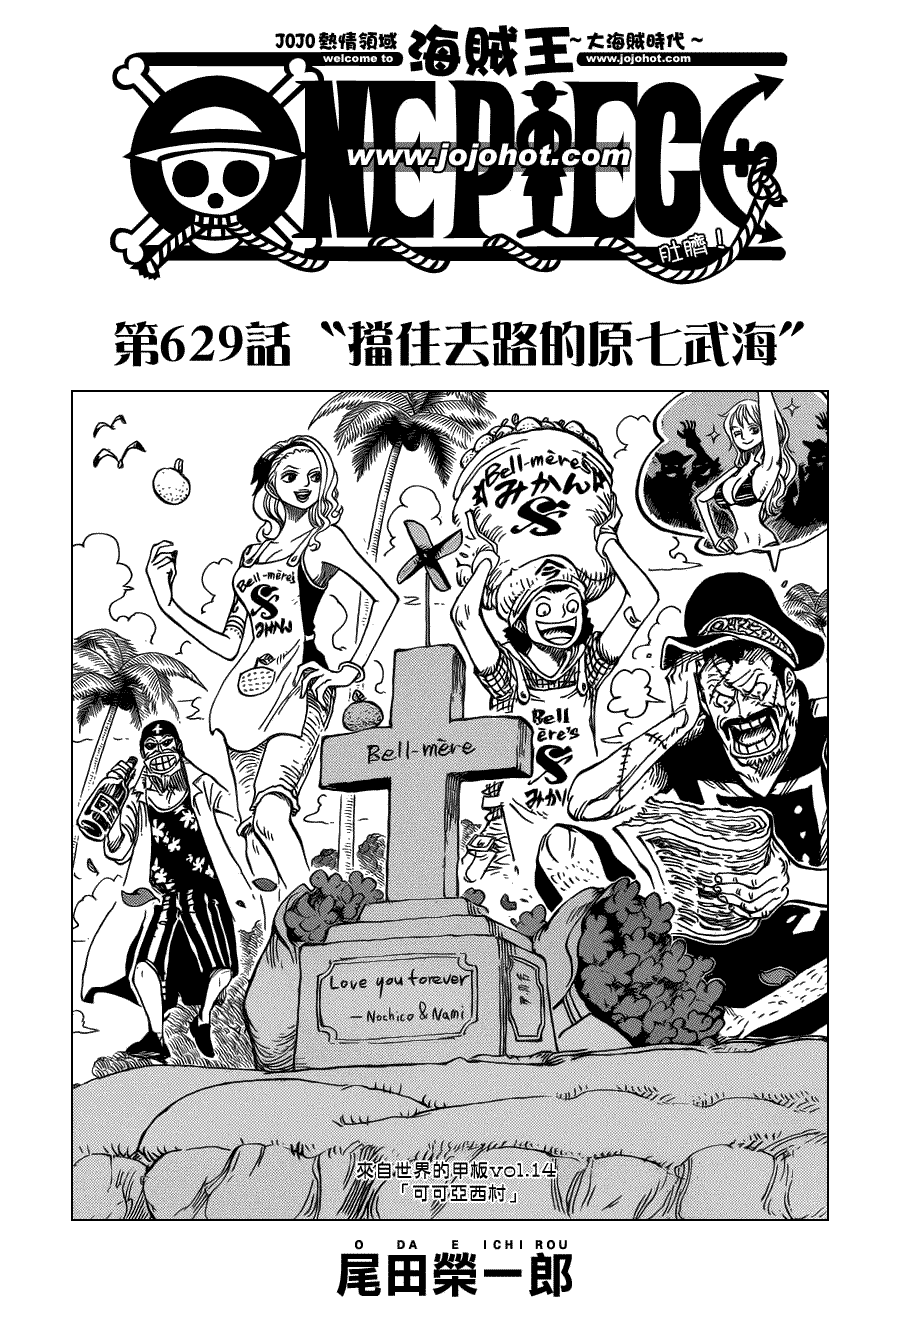 JOJO 熱情領域 海賊王 ~大海賊時代~
welcome to www.jojohot.com
ONE PIECE
www.jojohot.com
肚臍!
第629話〝擋住去路的原七武海〞
Bell-mère's
みかん
S
Bell-mère's
S
みかん
Bell
ère's
S
みかん
Bell-mère
Love you forever
— Nochico & Nami
來自世界的甲板vol.14
「可可亞西村」
O DA E ICHI ROU
尾田榮一郎